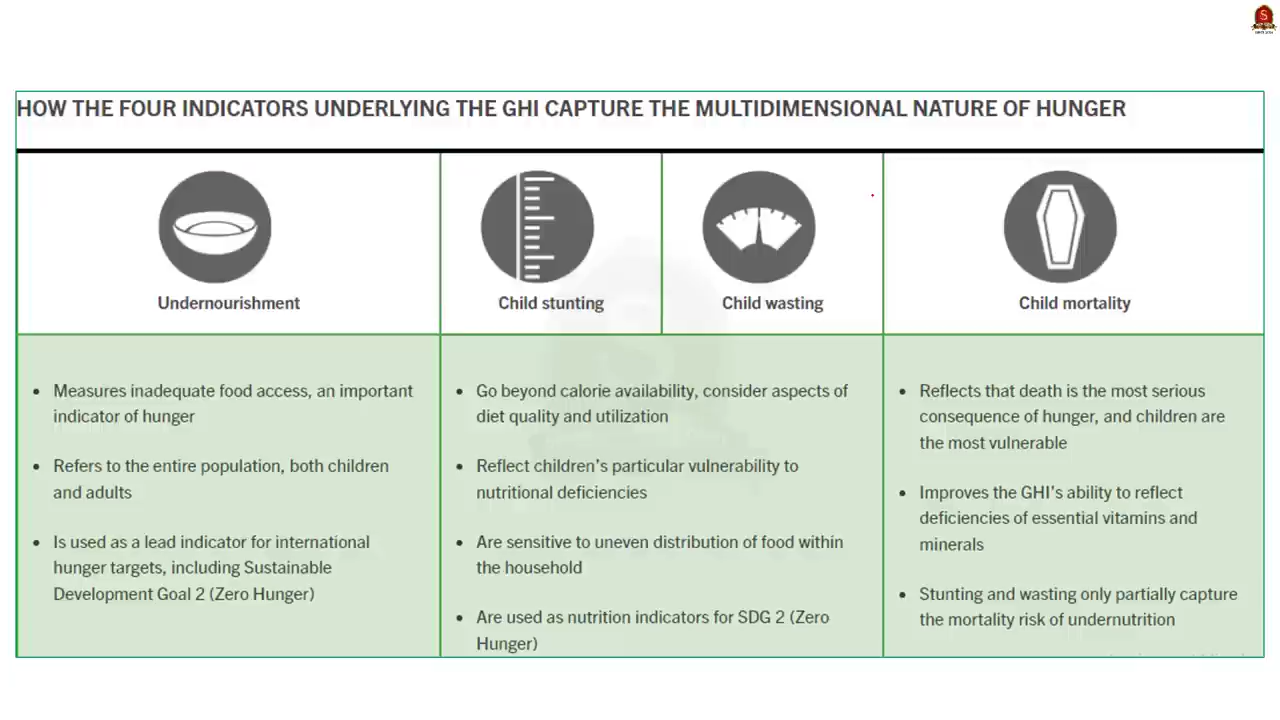 HOW THE FOUR INDICATORS UNDERLYING THE GHI CAPTURE THE MULTIDIMENSIONAL NATURE OF HUNGER
Undernourishment
Child stunting
Child wasting
Child mortality
• Measures inadequate food access, an important
indicator of hunger
• Refers to the entire population, both children
and adults
• Is used as a lead indicator for international
hunger targets, including Sustainable
Development Goal 2 (Zero Hunger)
• Go beyond calorie availability, consider aspects of
diet quality and utilization
• Reflect children's particular vulnerability to
nutritional deficiencies
• Are sensitive to uneven distribution of food within
the household
• Are used as nutrition indicators for SDG 2 (Zero
Hunger)
• Reflects that death is the most serious
consequence of hunger, and children are
the most vulnerable
• Improves the GHI's ability to reflect
deficiencies of essential vitamins and
minerals
• Stunting and wasting only partially capture
the mortality risk of undernutrition